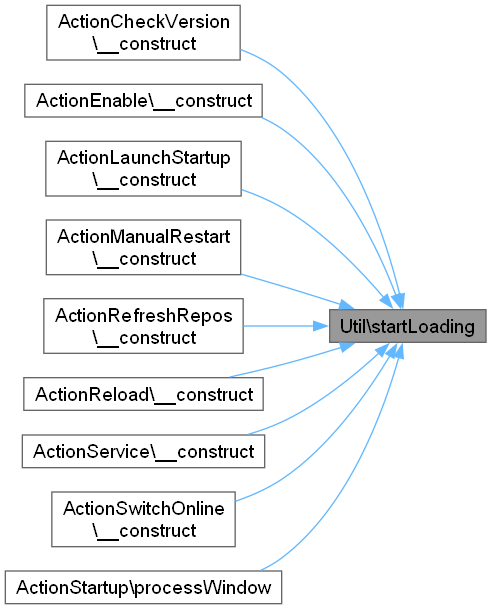 ActionCheckVersion
\__construct
ActionEnable\__construct
ActionLaunchStartup
\__construct
ActionManualRestart
\__construct
ActionRefreshRepos
\__construct
Util\startLoading
ActionReload\__construct
ActionService\__construct
ActionSwitchOnline
\__construct
ActionStartup\processWindow